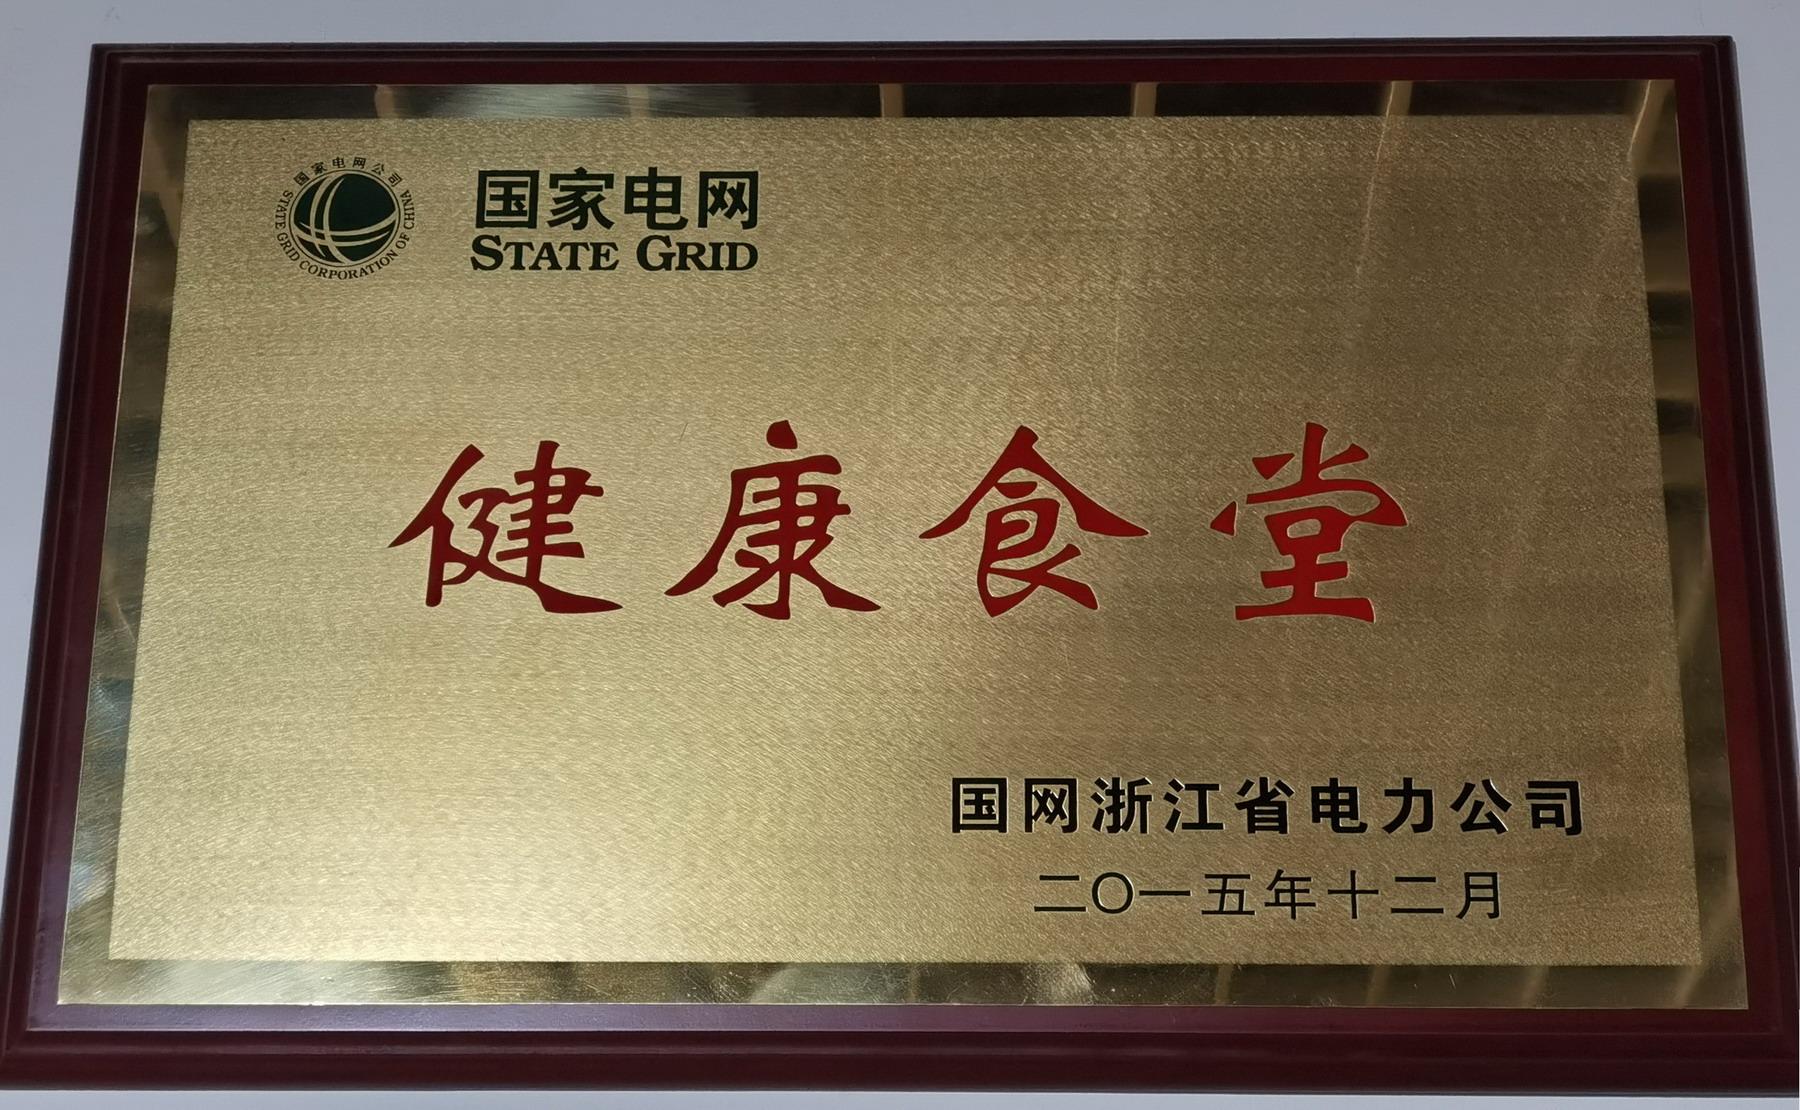 国家电网公司
STATE GRID CORPORATION OF CHINA
国家电网
STATE GRID
健康食堂
国网浙江省电力公司
二〇一五年十二月